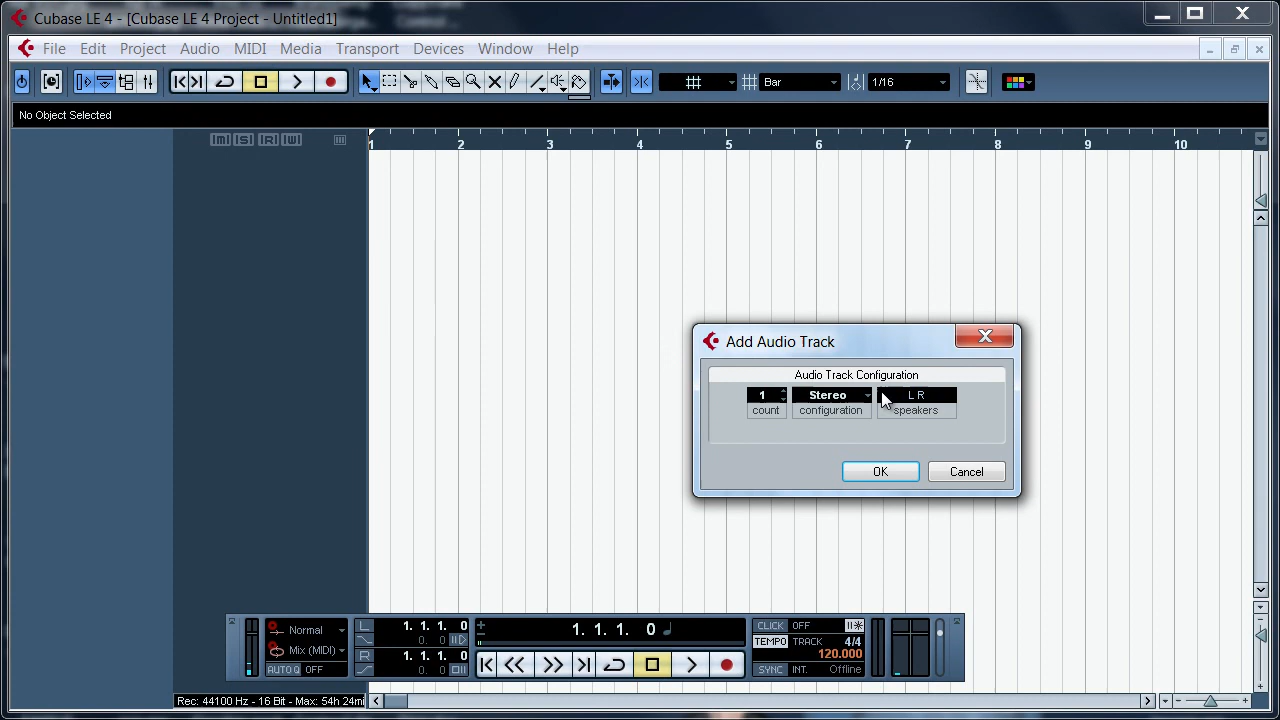 Cubase LE 4 - [Cubase LE 4 Project - Untitled1]
File Edit Project Audio MIDI Media Transport Devices Window Help
Bar 1/16
No Object Selected
M S R W
1 2 3 4 5 6 7 8 9 10
Add Audio Track
Audio Track Configuration
1 Stereo L R
count configuration speakers
OK Cancel
Normal L 1. 1. 1. 0 1. 1. 1. 0 CLICK OFF
0. 0 TEMPO TRACK 4/4
Mix (MIDI) R 1. 1. 1. 0 120.000
AUTO Q OFF 0. 0 SYNC INT. Offline
Rec: 44100 Hz - 16 Bit - Max: 54h 24mi